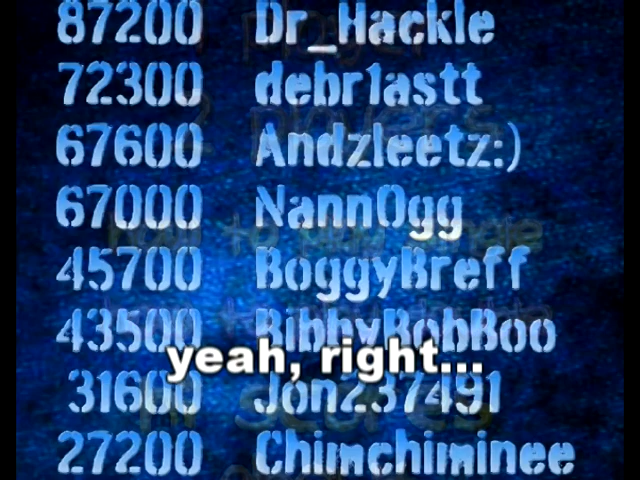 87200 Dr_Hackle
72300 debr1astt
67600 Andzleetz:)
67000 NannOgg
45700 BoggyBreff
43500 BibbyBobBoo
yeah, right...
31600 Jon237491
27200 Chimchiminee